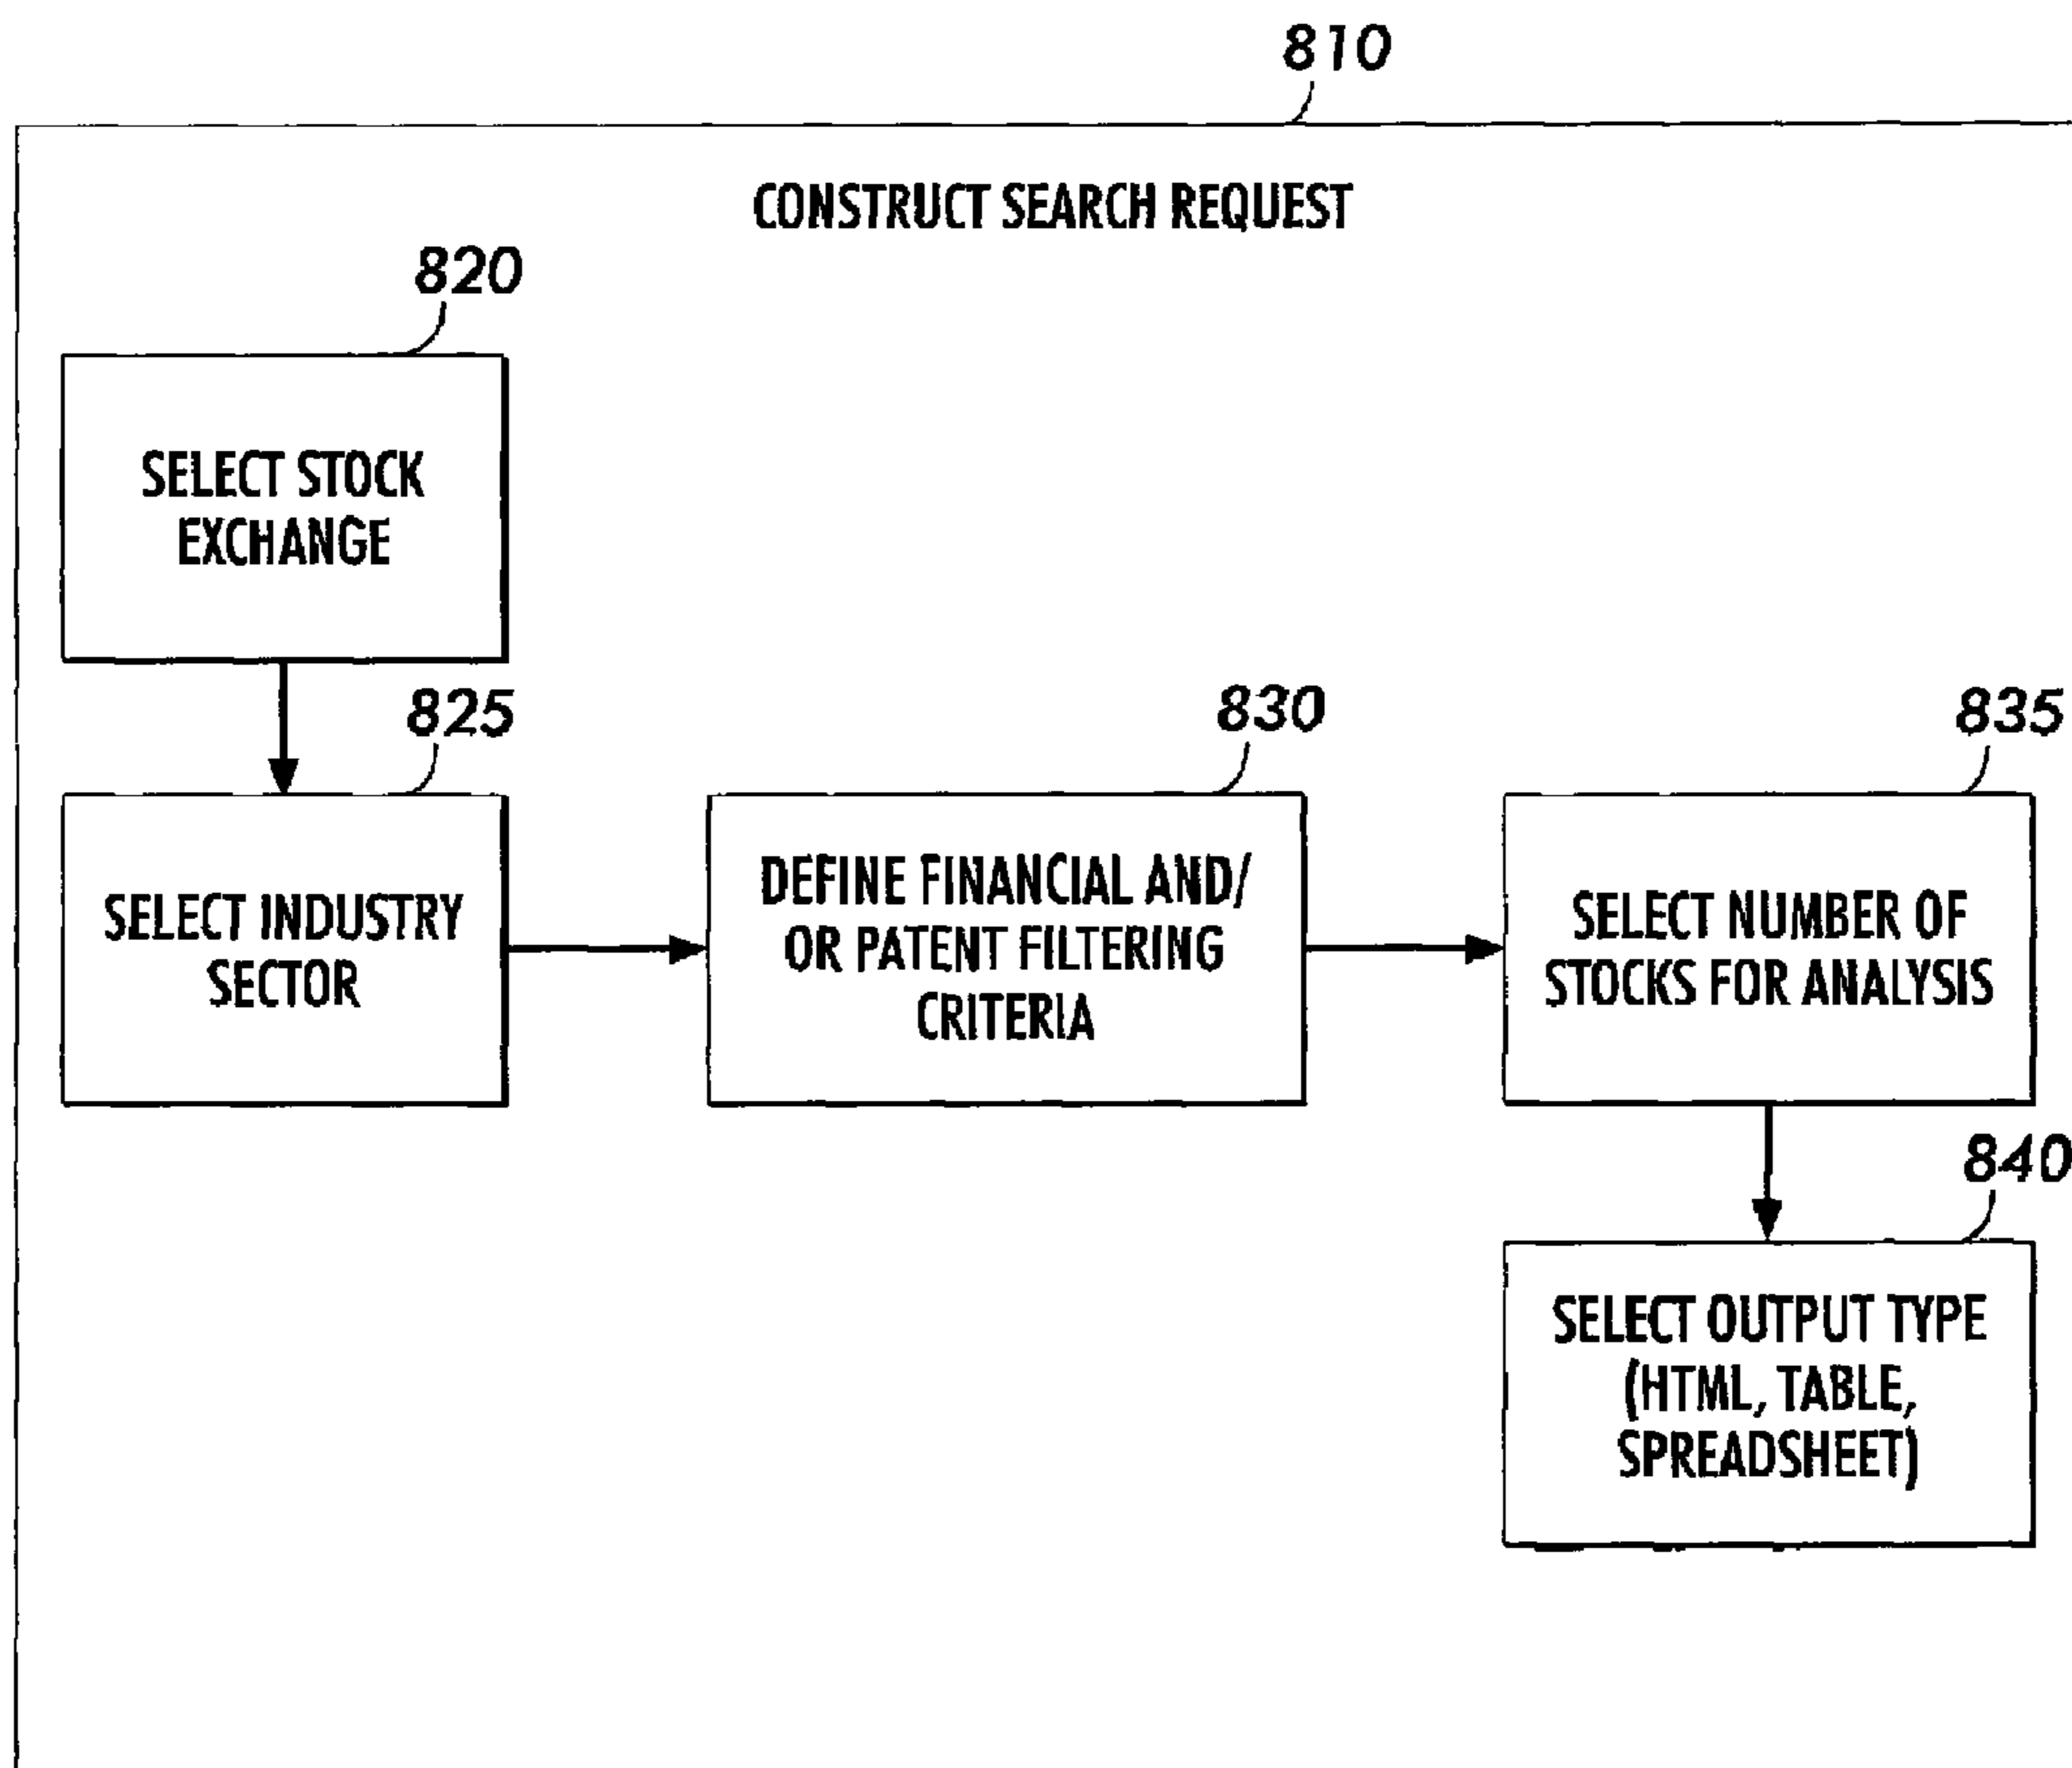 810
CONSTRUCT SEARCH REQUEST
820
SELECT STOCK
EXCHANGE
825
SELECT INDUSTRY
SECTOR
830
DEFINE FINANCIAL AND/
OR PATENT FILTERING
CRITERIA
835
SELECT NUMBER OF
STOCKS FOR ANALYSIS
840
SELECT OUTPUT TYPE
(HTML, TABLE,
SPREADSHEET)